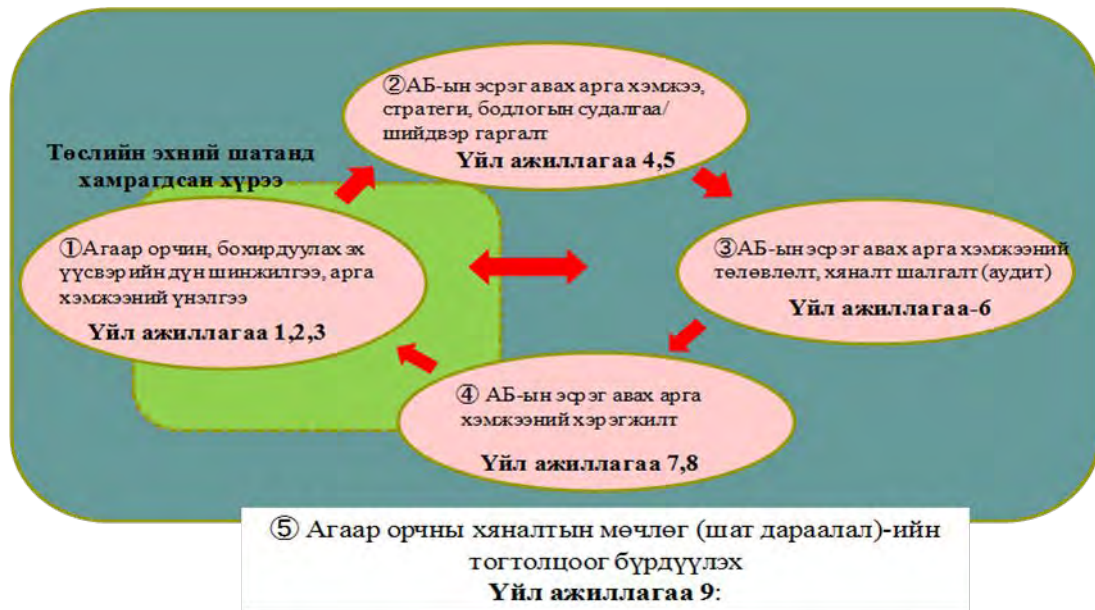 ②АБ-ын эсрэг авах арга хэмжээ,
стратеги, бодлогын судалгаа/
шийдвэр гаргалт
Үйл ажиллагаа 4,5
Төслийн эхний шатанд
хамрагдсан хүрээ
①Агаар орчин, бохирдуулах эх
үүсвэрийн дүн шинжилгээ, арга
хэмжээний үнэлгээ
Үйл ажиллагаа 1,2,3
③АБ-ын эсрэг авах арга хэмжээний
төлөвлөлт, хяналт шалгалт (аудит)
Үйл ажиллагаа-6
④ АБ-ын эсрэг авах арга
хэмжээний хэрэгжилт
Үйл ажиллагаа 7,8
⑤ Агаар орчны хяналтын мөчлөг (шат дараалал)-ийн
тогтолцоог бүрдүүлэх
Үйл ажиллагаа 9: